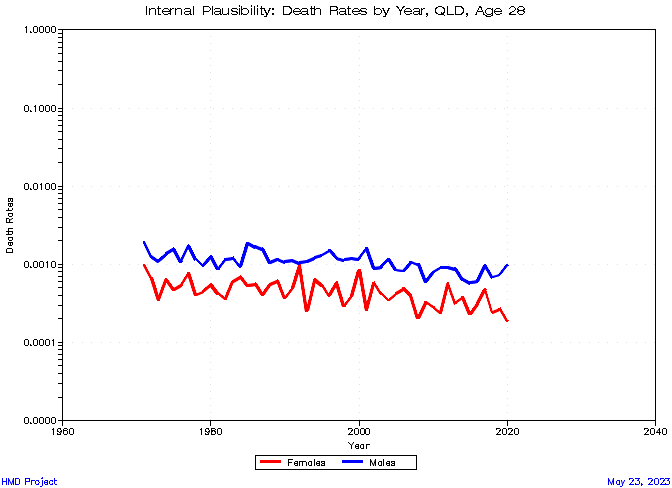 Internal Plausibility: Death Rates by Year, QLD, Age 28
1.0000
0.1000
0.0100
0.0010
0.0001
0.0000
Death Rates
1960 1980 2000 2020 2040
Year
Females Males
HMD Project May 23, 2023